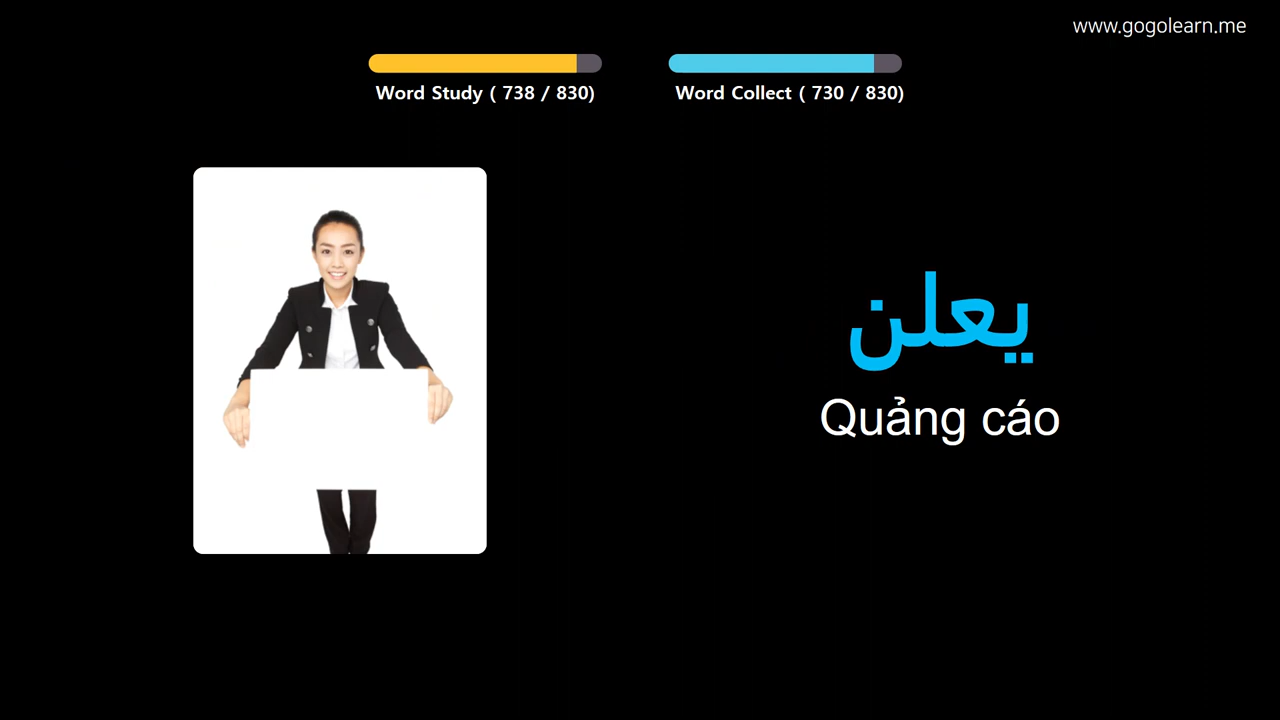 www.gogolearn.me
Word Study ( 738 / 830)
Word Collect ( 730 / 830)
يعلن
Quảng cáo